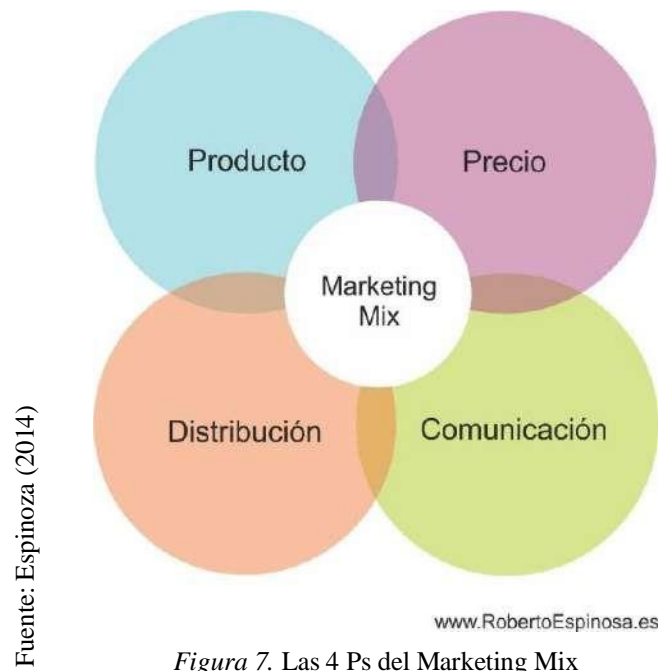 Producto
Precio
Marketing
Mix
Distribución
Comunicación
www.RobertoEspinosa.es
Fuente: Espinoza (2014)
Figura 7. Las 4 Ps del Marketing Mix